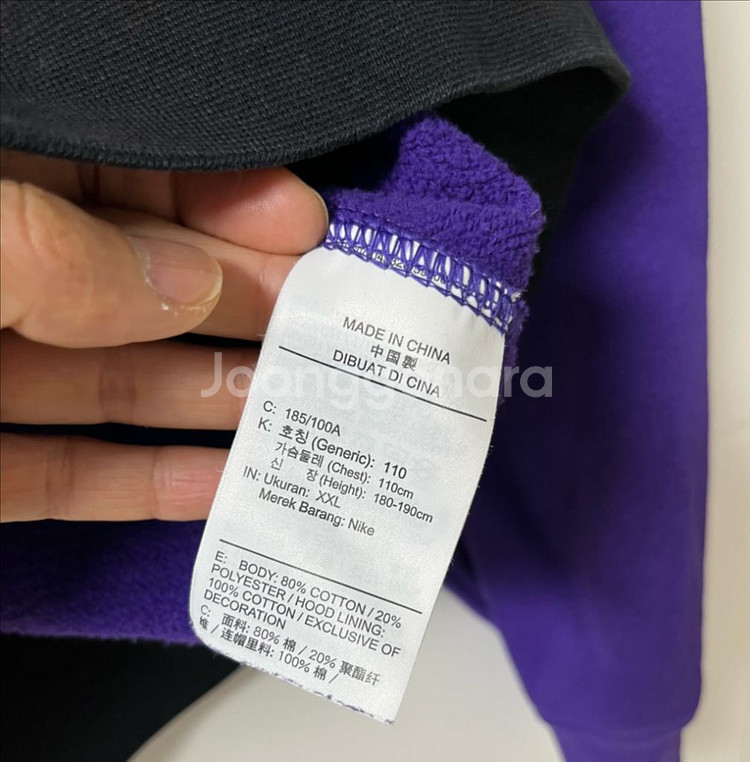 MADE IN CHINA
中国製
DIBUAT DI CINA
Joonggonara
C: 185/100A
K: 호칭 (Generic): 110
가슴둘레 (Chest): 110cm
신 장 (Height): 180-190cm
IN: Ukuran: XXL
Merek Barang: Nike
E: BODY: 80% COTTON / 20%
POLYESTER / HOOD LINING:
100% COTTON / EXCLUSIVE OF
DECORATION
C: 面料: 80% 棉 / 20% 聚酯纤
维 / 连帽里料: 100% 棉 /